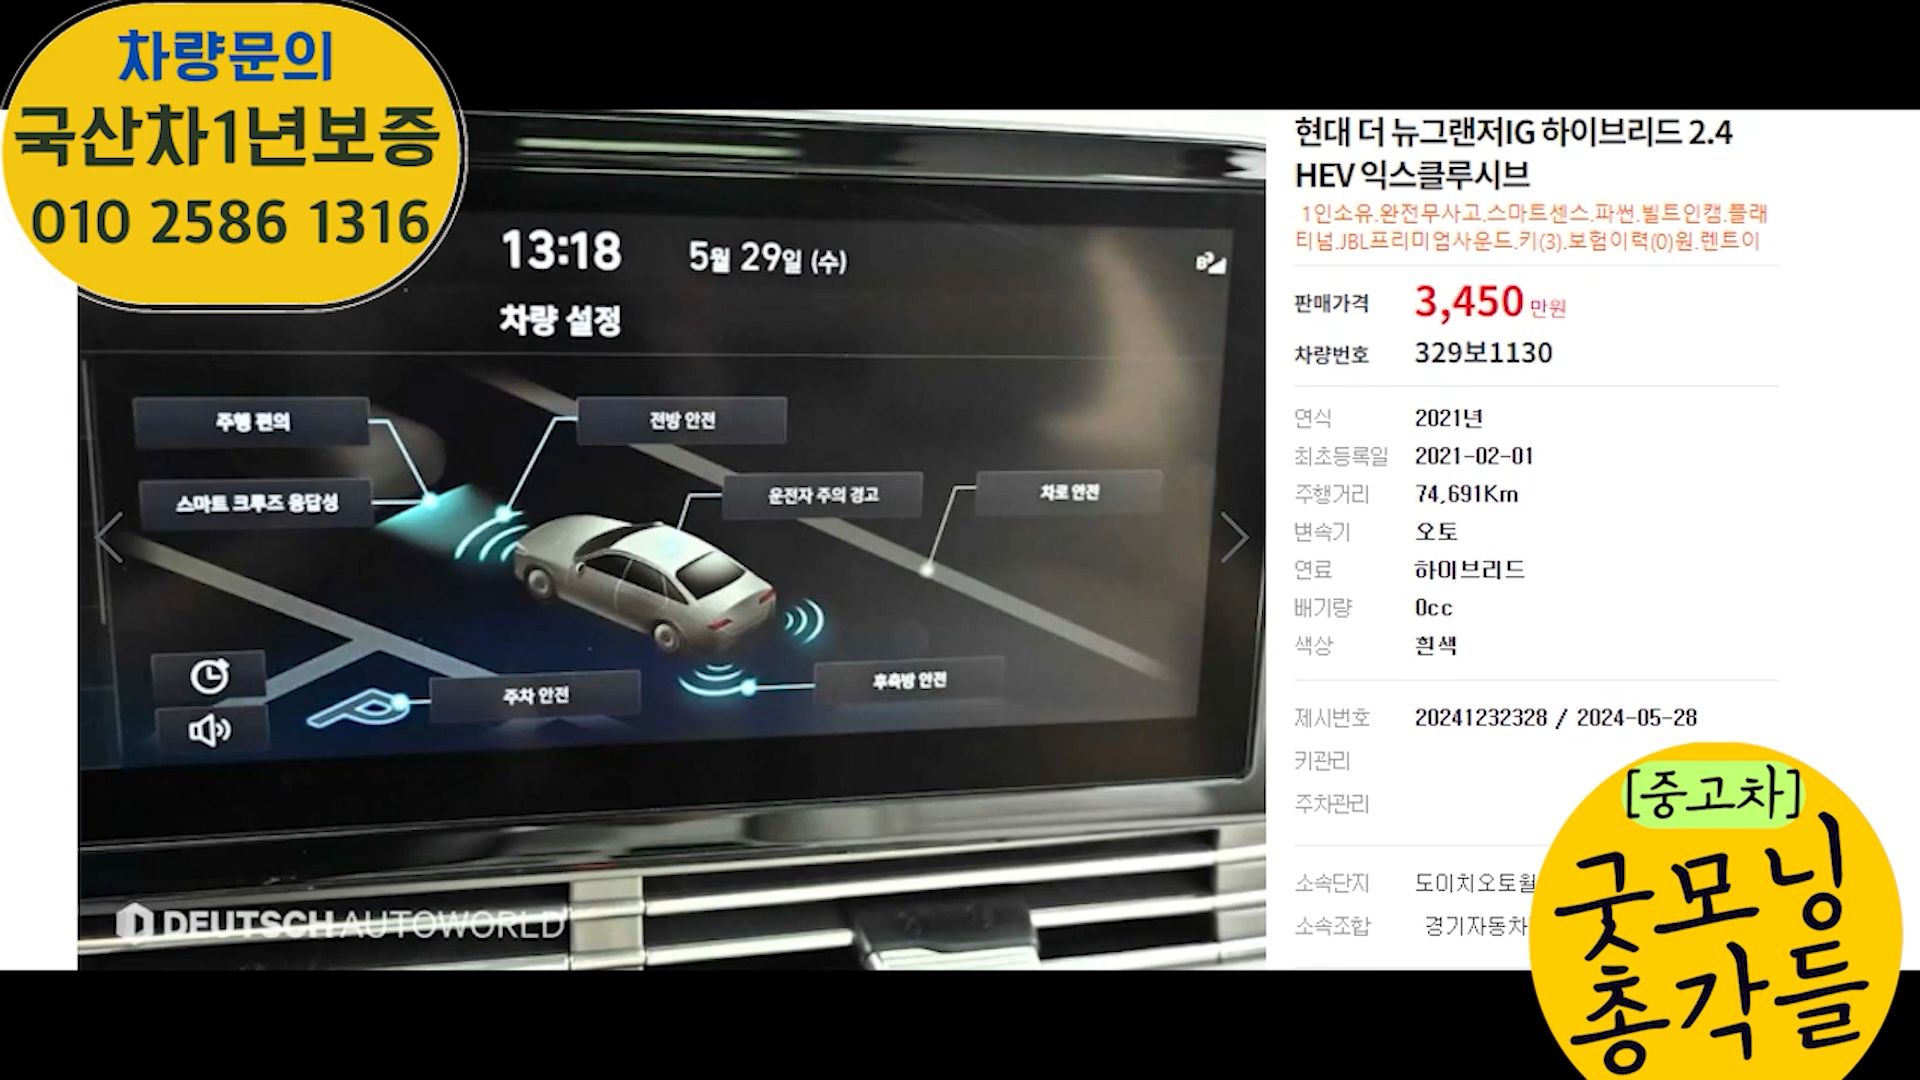 차량문의
국산차1년보증
010 2586 1316
13:18
5월 29일 (수)
차량 설정
주행 편의
전방 안전
스마트 크루즈 응답성
운전자 주의 경고
차로 안전
주차 안전
후측방 안전
DEUTSCHAUTOWORLD
현대 더 뉴그랜저IG 하이브리드 2.4
HEV 익스클루시브
1인소유.완전무사고.스마트센스.파썬.빌트인캠.플래
티넘.JBL프리미엄사운드.키(3).보험이력(0)원.렌트이
판매가격 3,450 만원
차량번호 329보1130
연식 2021년
최초등록일 2021-02-01
주행거리 74,691Km
변속기 오토
연료 하이브리드
배기량 0cc
색상 흰색
제시번호 20241232328 / 2024-05-28
키관리
주차관리
소속단지 도이치오토월
소속조합 경기자동차
[중고차]
굿모닝
총각들